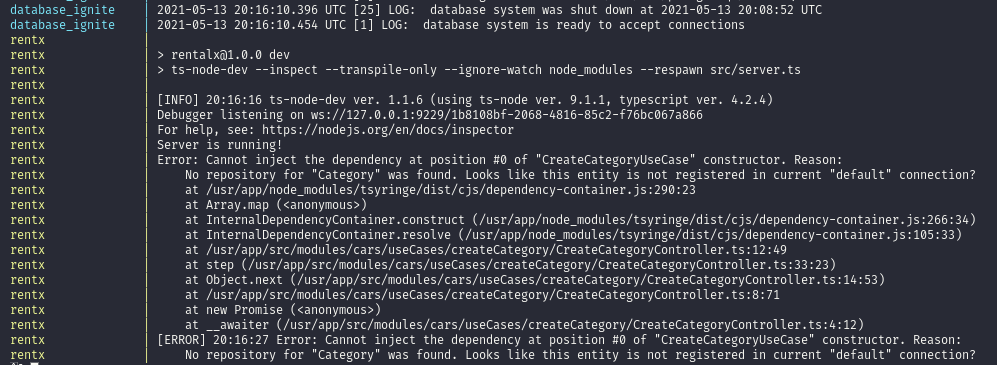 database_ignite | 2021-05-13 20:16:10.396 UTC [25] LOG:  database system was shut down at 2021-05-13 20:08:52 UTC
database_ignite | 2021-05-13 20:16:10.454 UTC [1] LOG:  database system is ready to accept connections
rentx |
rentx | > rentalx@1.0.0 dev
rentx | > ts-node-dev --inspect --transpile-only --ignore-watch node_modules --respawn src/server.ts
rentx |
rentx | [INFO] 20:16:16 ts-node-dev ver. 1.1.6 (using ts-node ver. 9.1.1, typescript ver. 4.2.4)
rentx | Debugger listening on ws://127.0.0.1:9229/1b8108bf-2068-4816-85c2-f76bc067a866
rentx | For help, see: https://nodejs.org/en/docs/inspector
rentx | Server is running!
rentx | Error: Cannot inject the dependency at position #0 of "CreateCategoryUseCase" constructor. Reason:
rentx |     No repository for "Category" was found. Looks like this entity is not registered in current "default" connection?
rentx |     at /usr/app/node_modules/tsyringe/dist/cjs/dependency-container.js:290:23
rentx |     at Array.map (<anonymous>)
rentx |     at InternalDependencyContainer.construct (/usr/app/node_modules/tsyringe/dist/cjs/dependency-container.js:266:34)
rentx |     at InternalDependencyContainer.resolve (/usr/app/node_modules/tsyringe/dist/cjs/dependency-container.js:105:33)
rentx |     at /usr/app/src/modules/cars/useCases/createCategory/CreateCategoryController.ts:12:49
rentx |     at step (/usr/app/src/modules/cars/useCases/createCategory/CreateCategoryController.ts:33:23)
rentx |     at Object.next (/usr/app/src/modules/cars/useCases/createCategory/CreateCategoryController.ts:14:53)
rentx |     at /usr/app/src/modules/cars/useCases/createCategory/CreateCategoryController.ts:8:71
rentx |     at new Promise (<anonymous>)
rentx |     at __awaiter (/usr/app/src/modules/cars/useCases/createCategory/CreateCategoryController.ts:4:12)
rentx | [ERROR] 20:16:27 Error: Cannot inject the dependency at position #0 of "CreateCategoryUseCase" constructor. Reason:
rentx |     No repository for "Category" was found. Looks like this entity is not registered in current "default" connection?